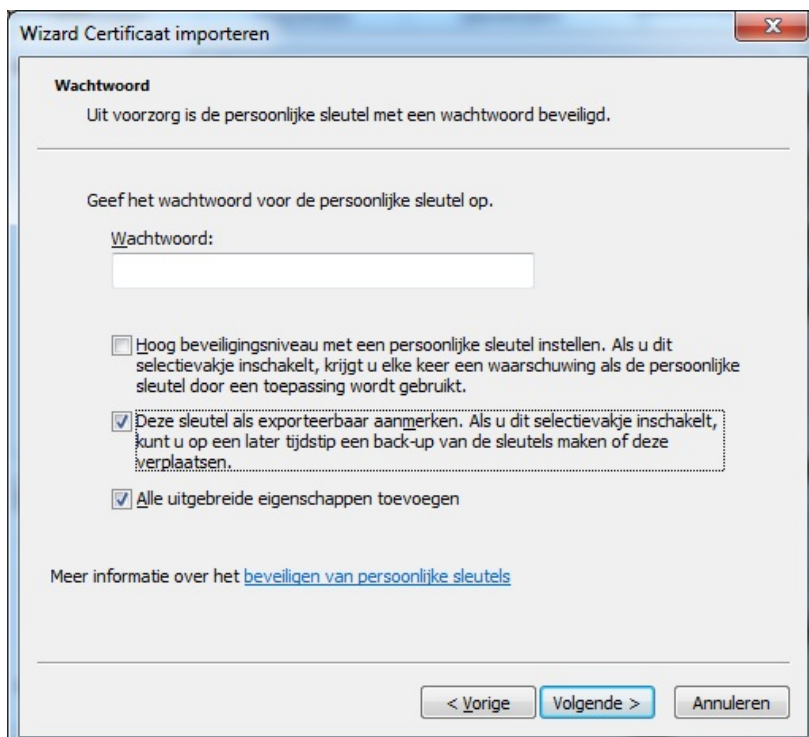 Wizard Certificaat importeren
Wachtwoord
Uit voorzorg is de persoonlijke sleutel met een wachtwoord beveiligd.
Geef het wachtwoord voor de persoonlijke sleutel op.
Wachtwoord:
Hoog beveiligingsniveau met een persoonlijke sleutel instellen. Als u dit
selectievakje inschakelt, krijgt u elke keer een waarschuwing als de persoonlijke
sleutel door een toepassing wordt gebruikt.
Deze sleutel als exporteerbaar aanmerken. Als u dit selectievakje inschakelt,
kunt u op een later tijdstip een back-up van de sleutels maken of deze
verplaatsen.
Alle uitgebreide eigenschappen toevoegen
Meer informatie over het beveiligen van persoonlijke sleutels
< Vorige Volgende > Annuleren